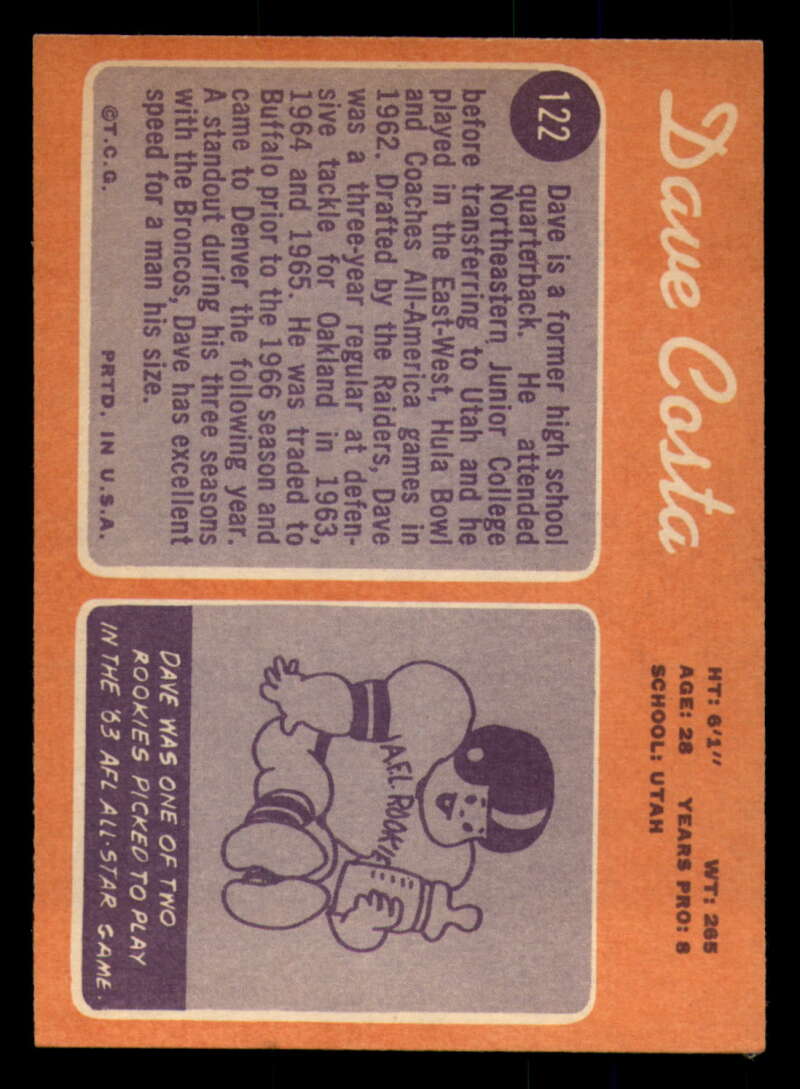 Dave Costa
HT: 6'1" WT: 265
AGE: 28 YEARS PRO: 8
SCHOOL: UTAH
122
Dave is a former high school
quarterback. He attended
Northeastern Junior College
before transferring to Utah and he
played in the East-West, Hula Bowl
and Coaches All-America games in
1962. Drafted by the Raiders, Dave
was a three-year regular at defen-
sive tackle for Oakland in 1963,
1964 and 1965. He was traded to
Buffalo prior to the 1966 season and
came to Denver the following year.
A standout during his three seasons
with the Broncos, Dave has excellent
speed for a man his size.
©T.C.G. PRTD. IN U.S.A.
A.F.L. ROOKIE
DAVE WAS ONE OF TWO
ROOKIES PICKED TO PLAY
IN THE '63 AFL ALL-STAR GAME.